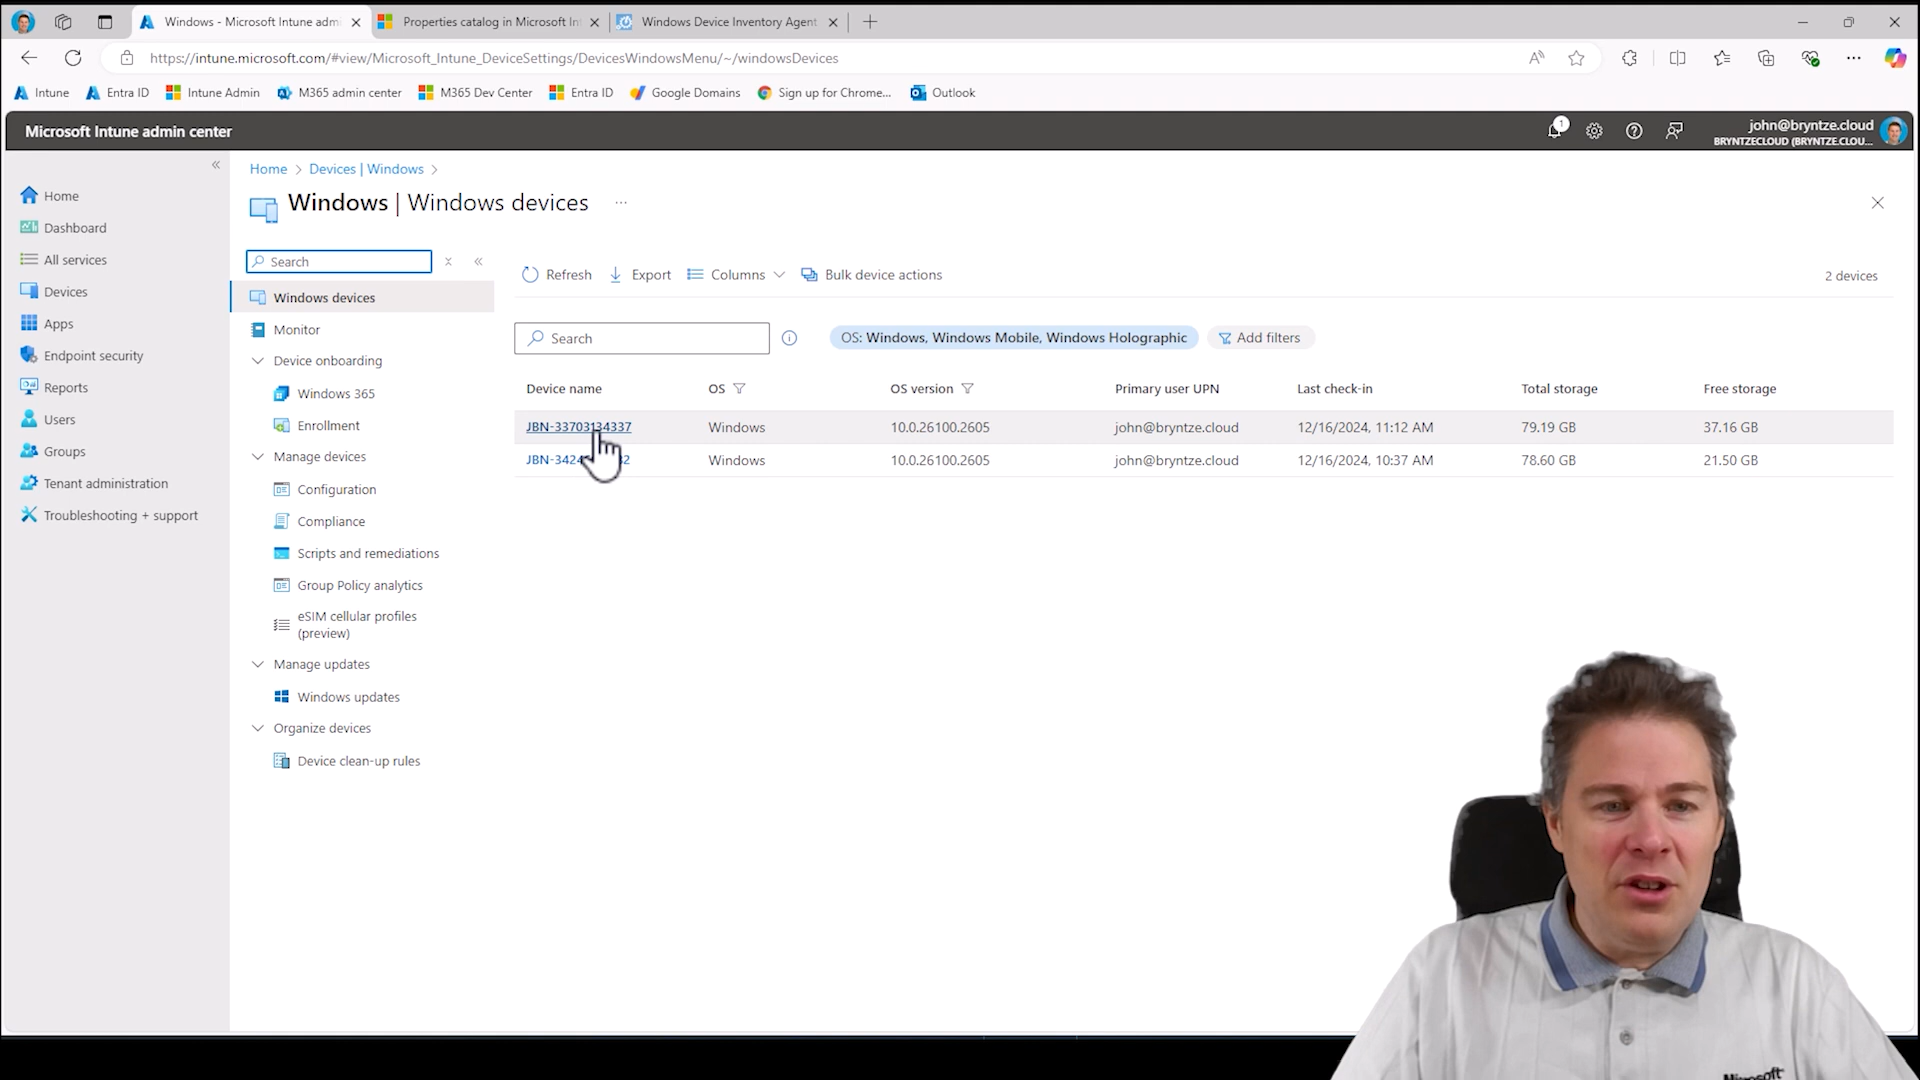 Windows - Microsoft Intune admi
Properties catalog in Microsoft In
Windows Device Inventory Agent
https://intune.microsoft.com/#view/Microsoft_Intune_DeviceSettings/DevicesWindowsMenu/~/windowsDevices
Intune
Entra ID
Intune Admin
M365 admin center
M365 Dev Center
Entra ID
Google Domains
Sign up for Chrome...
Outlook
Microsoft Intune admin center
1
john@bryntze.cloud
BRYNTZECLOUD (BRYNTZE.CLOU...
Home
Dashboard
All services
Devices
Apps
Endpoint security
Reports
Users
Groups
Tenant administration
Troubleshooting + support
Home > Devices | Windows >
Windows | Windows devices
...
Search
Windows devices
Monitor
Device onboarding
Windows 365
Enrollment
Manage devices
Configuration
Compliance
Scripts and remediations
Group Policy analytics
eSIM cellular profiles
(preview)
Manage updates
Windows updates
Organize devices
Device clean-up rules
Refresh
Export
Columns
Bulk device actions
2 devices
Search
OS: Windows, Windows Mobile, Windows Holographic
Add filters
Device name OS OS version Primary user UPN Last check-in Total storage Free storage
JBN-33703134337 Windows 10.0.26100.2605 john@bryntze.cloud 12/16/2024, 11:12 AM 79.19 GB 37.16 GB
Windows 10.0.26100.2605 john@bryntze.cloud 12/16/2024, 10:37 AM 78.60 GB 21.50 GB
Microsoft